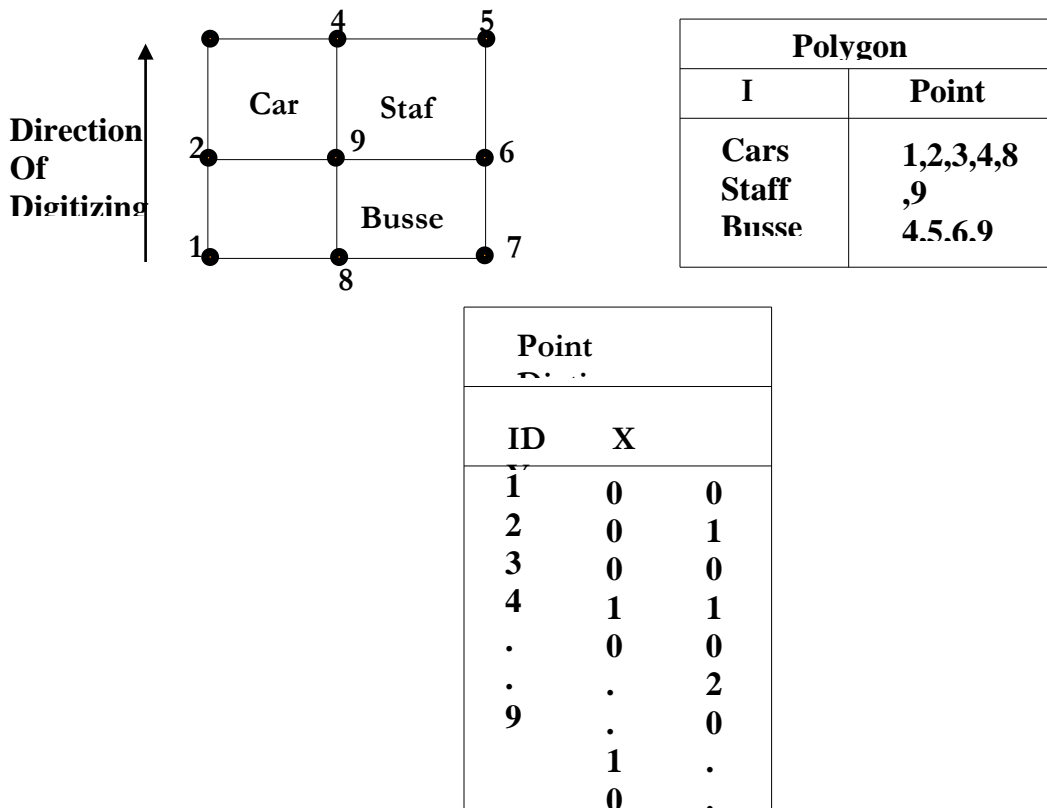 4 5
Car Staf
Direction
Of
Digitizing
2 9 6
Busse
1 7
8
Polygon
I Point
Cars 1,2,3,4,8
Staff ,9
Busse 4,5,6,9
Point
ID X
1 0 0
2 0 1
3 0 0
4 1 1
. 0 0
. . 2
9 . 0
1 .
0 .